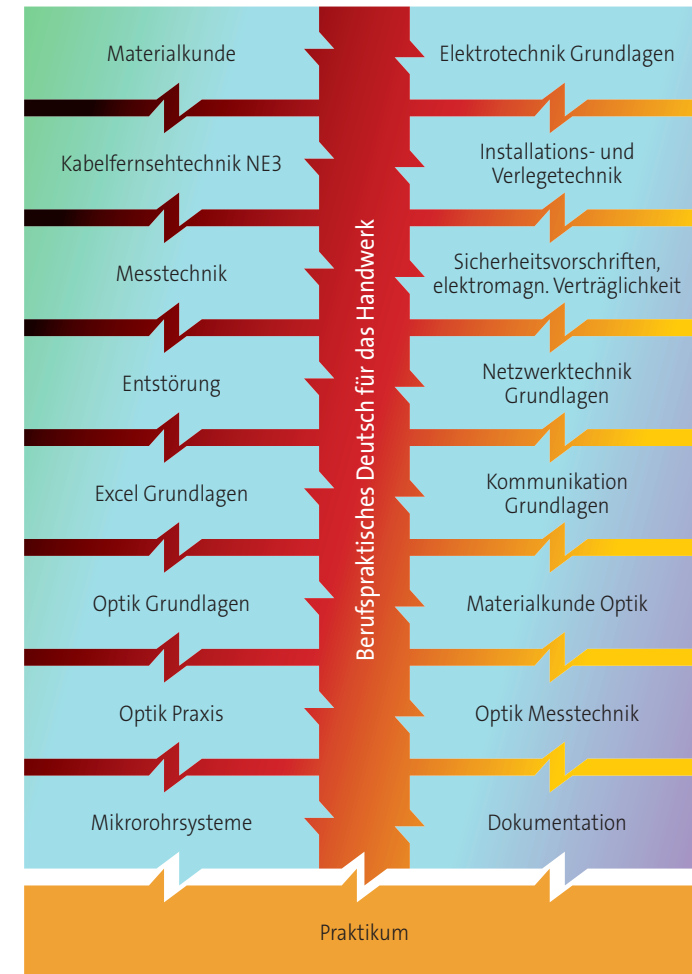 Materialkunde
Elektrotechnik Grundlagen
Kabelfernsehtechnik NE3
Installations- und
Verlegetechnik
Messtechnik
Sicherheitsvorschriften,
elektromagn. Verträglichkeit
Entstörung
Netzwerktechnik
Grundlagen
Excel Grundlagen
Kommunikation
Grundlagen
Optik Grundlagen
Materialkunde Optik
Optik Praxis
Optik Messtechnik
Mikrorohrsysteme
Dokumentation
Berufspraktisches Deutsch für das Handwerk
Praktikum